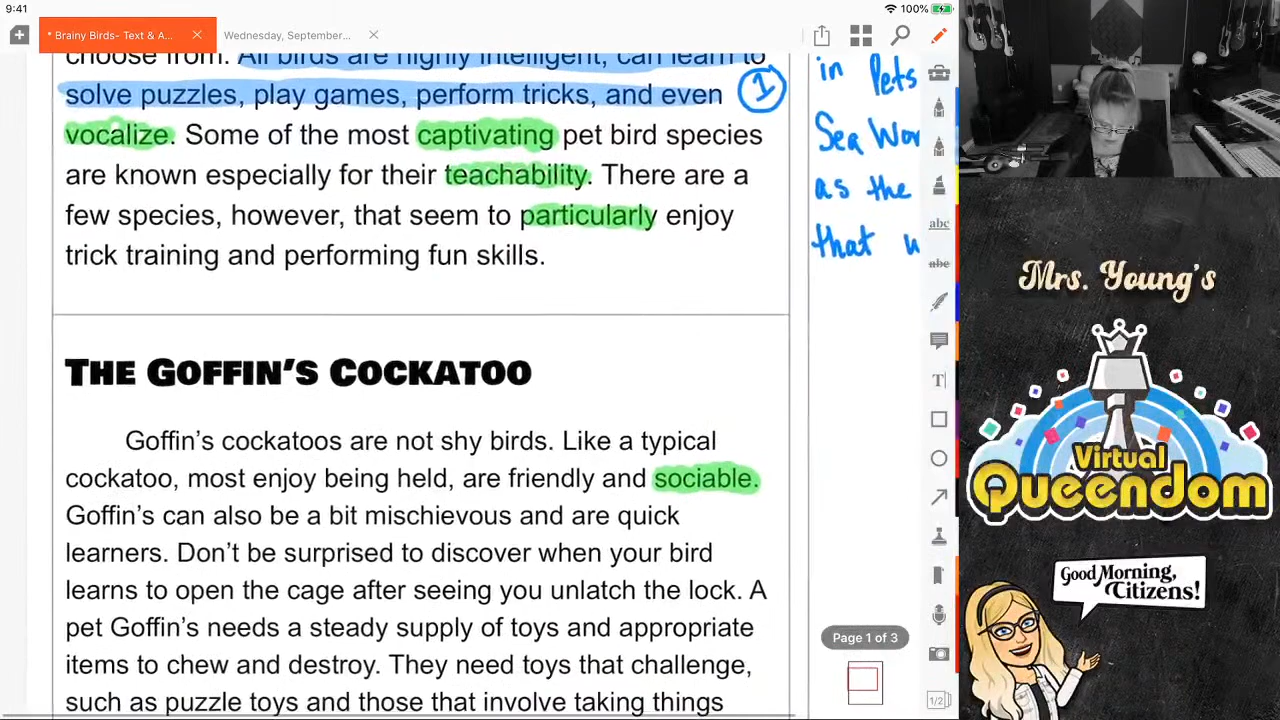 9:41
100%
* Brainy Birds- Text & A...
Wednesday, September...
choose from. All birds are highly intelligent, can learn to
solve puzzles, play games, perform tricks, and even
1
vocalize. Some of the most captivating pet bird species
are known especially for their teachability. There are a
few species, however, that seem to particularly enjoy
trick training and performing fun skills.
in Pets
Sea Wor
as the
that w
THE GOFFIN'S COCKATOO
Goffin's cockatoos are not shy birds. Like a typical
cockatoo, most enjoy being held, are friendly and sociable.
Goffin's can also be a bit mischievous and are quick
learners. Don't be surprised to discover when your bird
learns to open the cage after seeing you unlatch the lock. A
pet Goffin's needs a steady supply of toys and appropriate
items to chew and destroy. They need toys that challenge,
such as puzzle toys and those that involve taking things
Page 1 of 3
abc
abc
T
1/2
Mrs. Young's
Virtual
Queendom
Good Morning,
Citizens!